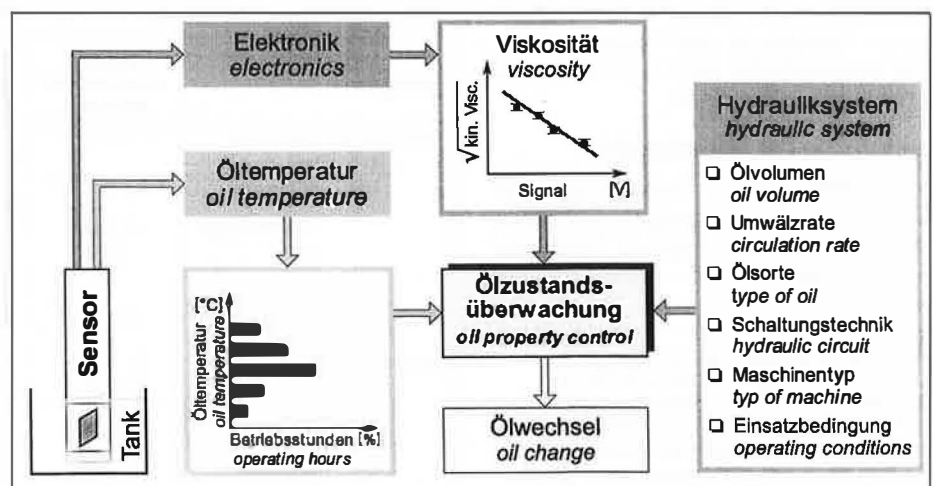 Elektronik
electronics
Viskosität
viscosity
√kin. Visc.
Signal [V]
Öltemperatur
oil temperature
Hydrauliksystem
hydraulic system
❏ Ölvolumen
oil volume
❏ Umwälzrate
circulation rate
❏ Ölsorte
type of oil
❏ Schaltungstechnik
hydraulic circuit
❏ Maschinentyp
typ of machine
❏ Einsatzbedingung
operating conditions
Sensor
Tank
[°C]
Öltemperatur
oil temperature
Betriebsstunden [%]
operating hours
Ölzustands-
überwachung
oil property control
Ölwechsel
oil change